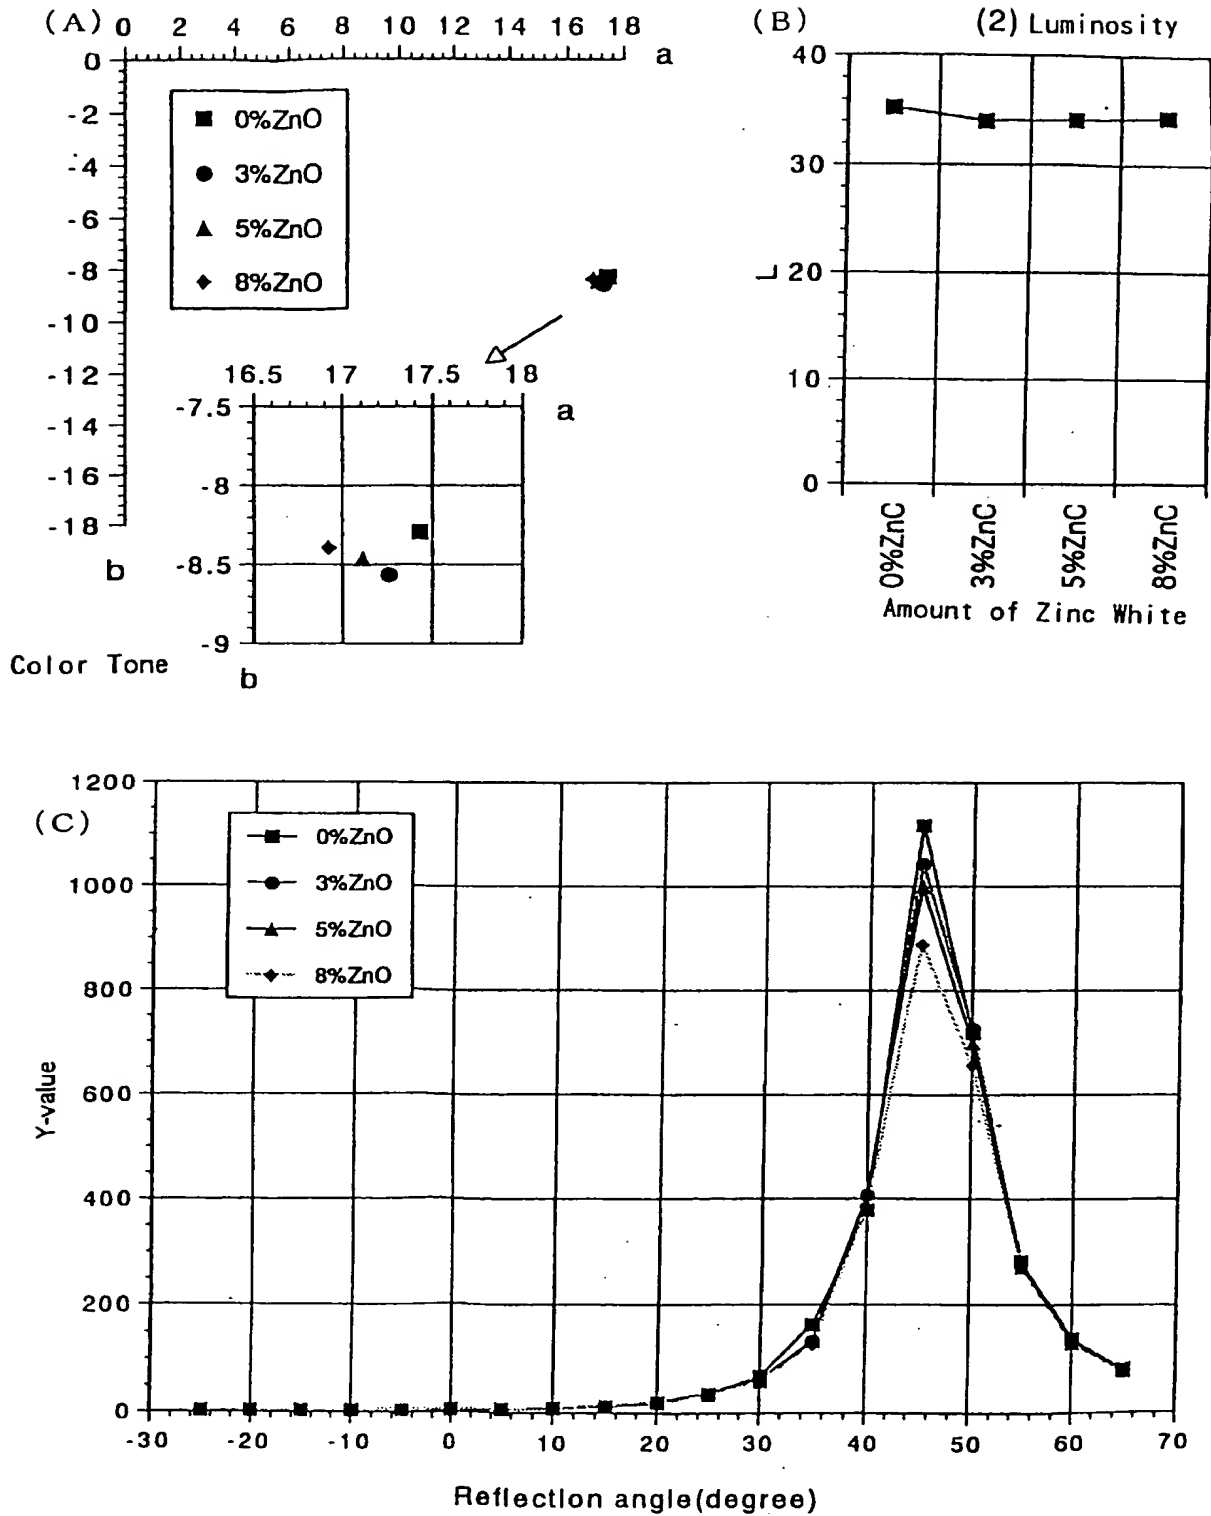 (A)
0 2 4 6 8 10 12 14 16 18
a
0
-2
-4
-6
-8
-10
-12
-14
-16
-18
b
■ 0%ZnO
● 3%ZnO
▲ 5%ZnO
◆ 8%ZnO
16.5 17 17.5 18
a
-7.5
-8
-8.5
-9
b
Color Tone
(B) (2) Luminosity
40
30
20
10
0
L
0%ZnC
3%ZnC
5%ZnC
8%ZnC
Amount of Zinc White
(C)
1200
1000
800
600
400
200
0
Y-value
0%ZnO
3%ZnO
5%ZnO
8%ZnO
-30 -20 -10 0 10 20 30 40 50 60 70
Reflection angle(degree)